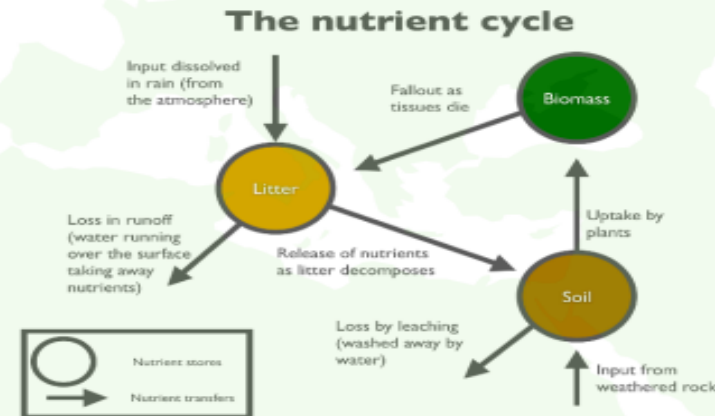 The nutrient cycle
Input dissolved
in rain (from
the atmosphere)
Fallout as
tissues die
Biomass
Litter
Loss in runoff
(water running
over the surface
taking away
nutrients)
Release of nutrients
as litter decomposes
Uptake by
plants
Soil
Loss by leaching
(washed away by
water)
Input from
weathered rock
Nutrient stores
Nutrient transfers